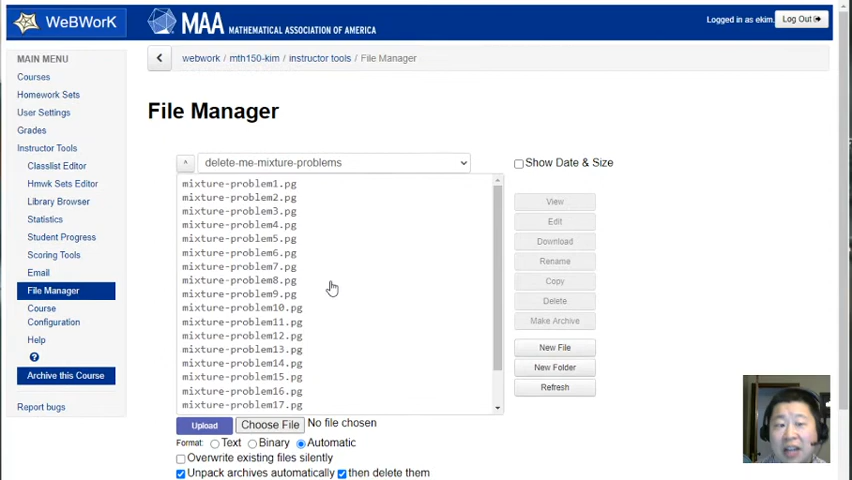 WeBWorK
MAA MATHEMATICAL ASSOCIATION OF AMERICA
Logged in as ekim.
Log Out
MAIN MENU
Courses
Homework Sets
User Settings
Grades
Instructor Tools
Classlist Editor
Hmwk Sets Editor
Library Browser
Statistics
Student Progress
Scoring Tools
Email
File Manager
Course
Configuration
Help
?
Archive this Course
Report bugs
webwork / mth150-kim / instructor tools / File Manager
File Manager
^ delete-me-mixture-problems
Show Date & Size
mixture-problem1.pg
mixture-problem2.pg
mixture-problem3.pg
mixture-problem4.pg
mixture-problem5.pg
mixture-problem6.pg
mixture-problem7.pg
mixture-problem8.pg
mixture-problem9.pg
mixture-problem10.pg
mixture-problem11.pg
mixture-problem12.pg
mixture-problem13.pg
mixture-problem14.pg
mixture-problem15.pg
mixture-problem16.pg
mixture-problem17.pg
View
Edit
Download
Rename
Copy
Delete
Make Archive
New File
New Folder
Refresh
Upload Choose File No file chosen
Format: Text Binary Automatic
Overwrite existing files silently
Unpack archives automatically then delete them